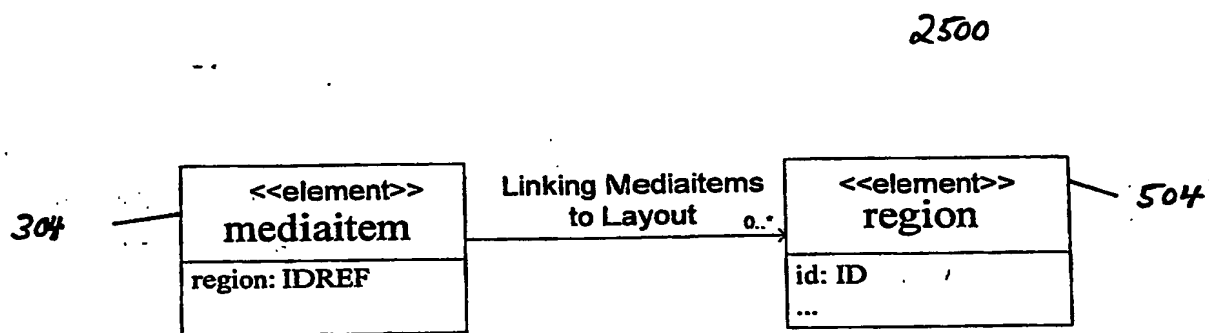 2500
<<element>>
mediaitem
region: IDREF
Linking Mediaitems
to Layout
0..*
<<element>>
region
id: ID
...
304
504